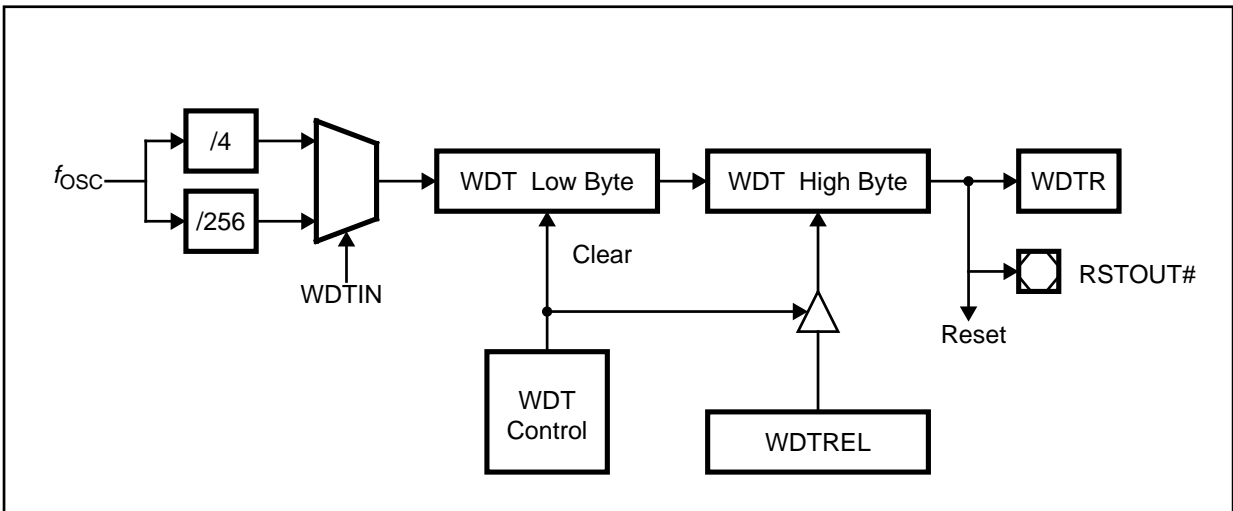 /4
fOSC
/256
WDTIN
WDT Low Byte
WDT High Byte
WDTR
Clear
RSTOUT#
Reset
WDT
Control
WDTREL